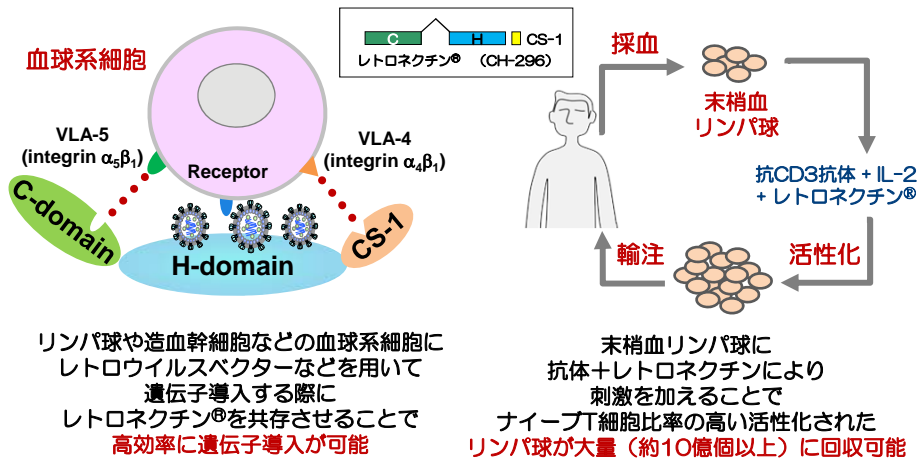 血球系細胞
VLA-5
(integrin α5β1)
C-domain
Receptor
VLA-4
(integrin α4β1)
CS-1
H-domain
C
H
CS-1
レトロネクチン® (CH-296)
リンパ球や造血幹細胞などの血球系細胞に
レトロウイルスベクターなどを用いて
遺伝子導入する際に
レトロネクチン®を共存させることで
高効率に遺伝子導入が可能
採血
末梢血
リンパ球
抗CD3抗体+IL-2
+レトロネクチン®
活性化
輸注
末梢血リンパ球に
抗体+レトロネクチンにより
刺激を加えることで
ナイーブT細胞比率の高い活性化された
リンパ球が大量(約10億個以上)に回収可能